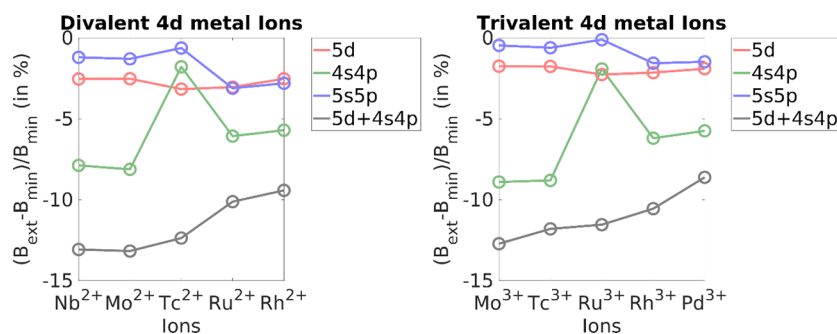 Divalent 4d metal Ions
(B_ext-B_min)/B_min (in %)
0
-5
-10
-15
Nb²⁺ Mo²⁺ Tc²⁺ Ru²⁺ Rh²⁺
Ions
5d
4s4p
5s5p
5d+4s4p
Trivalent 4d metal Ions
(B_ext-B_min)/B_min (in %)
0
-5
-10
-15
Mo³⁺ Tc³⁺ Ru³⁺ Rh³⁺ Pd³⁺
Ions
5d
4s4p
5s5p
5d+4s4p